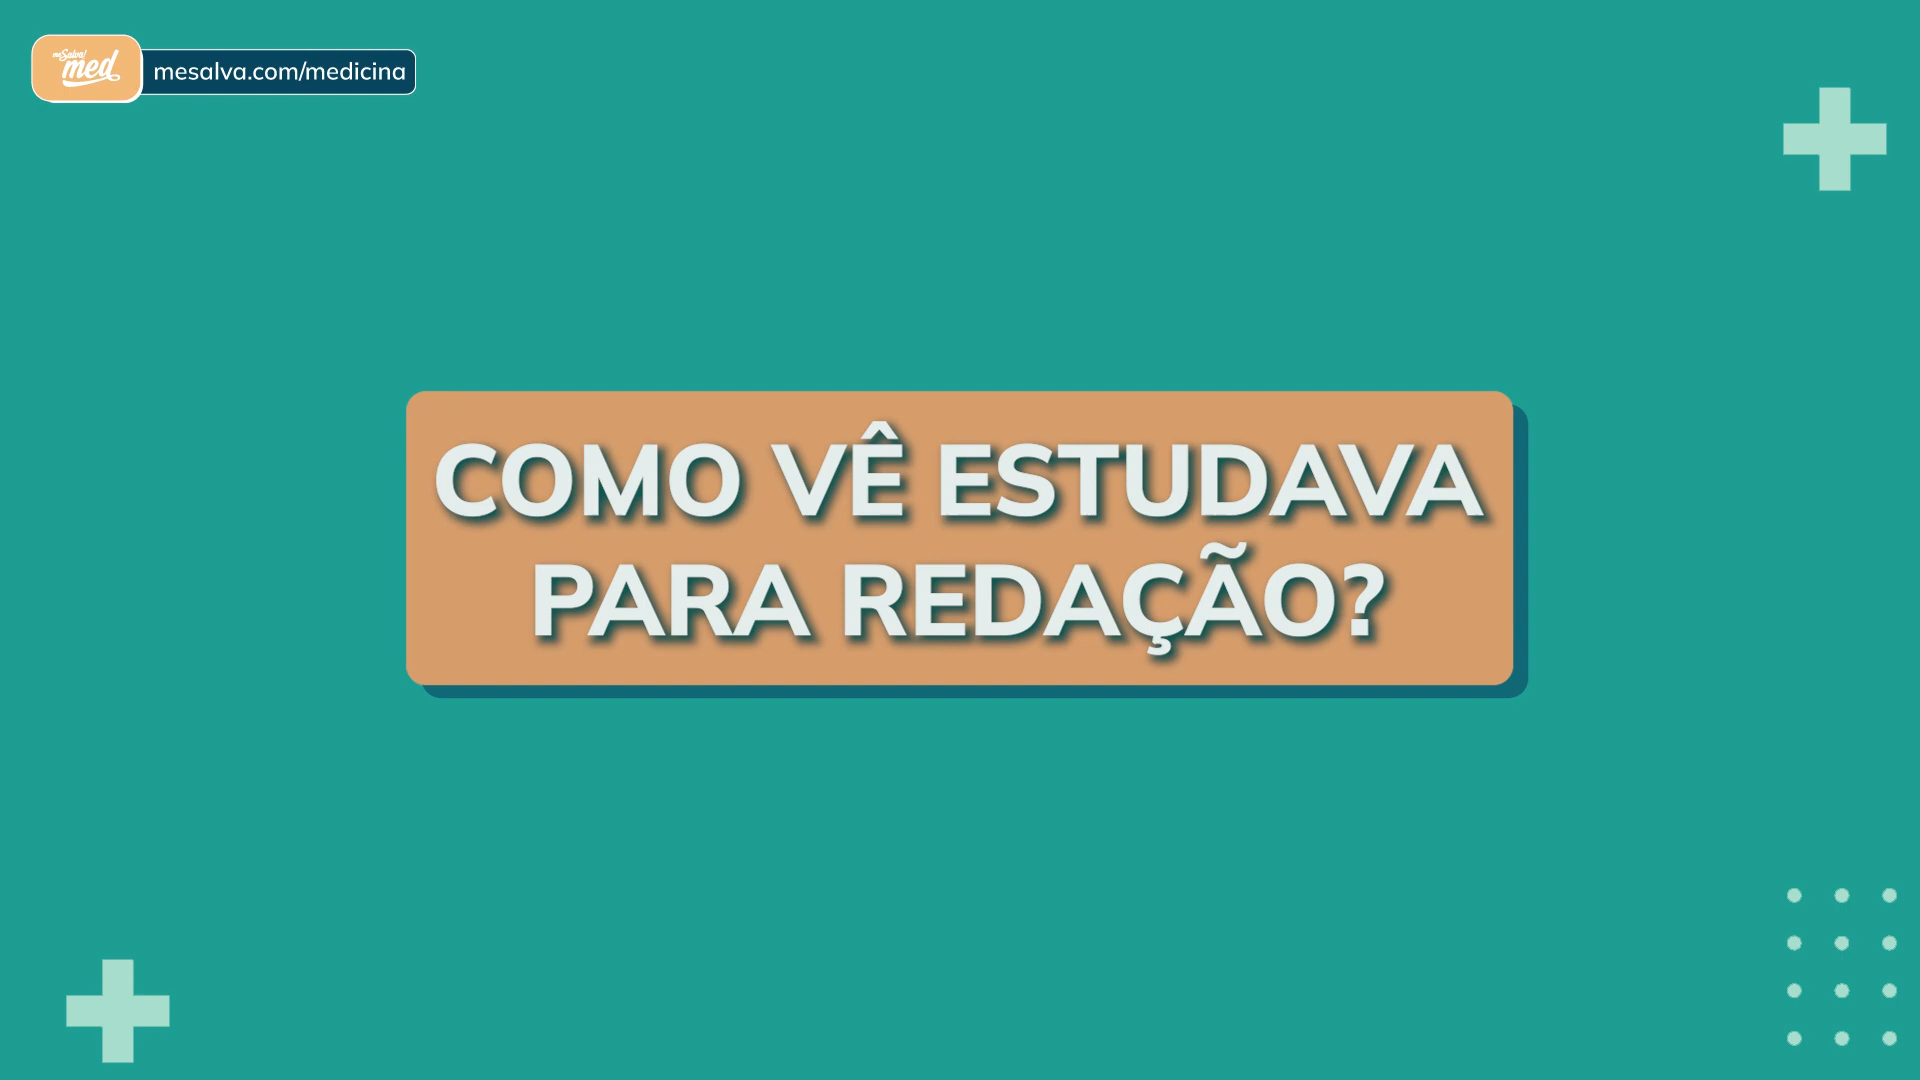 meSalva!
med
mesalva.com/medicina
COMO VÊ ESTUDAVA
PARA REDAÇÃO?